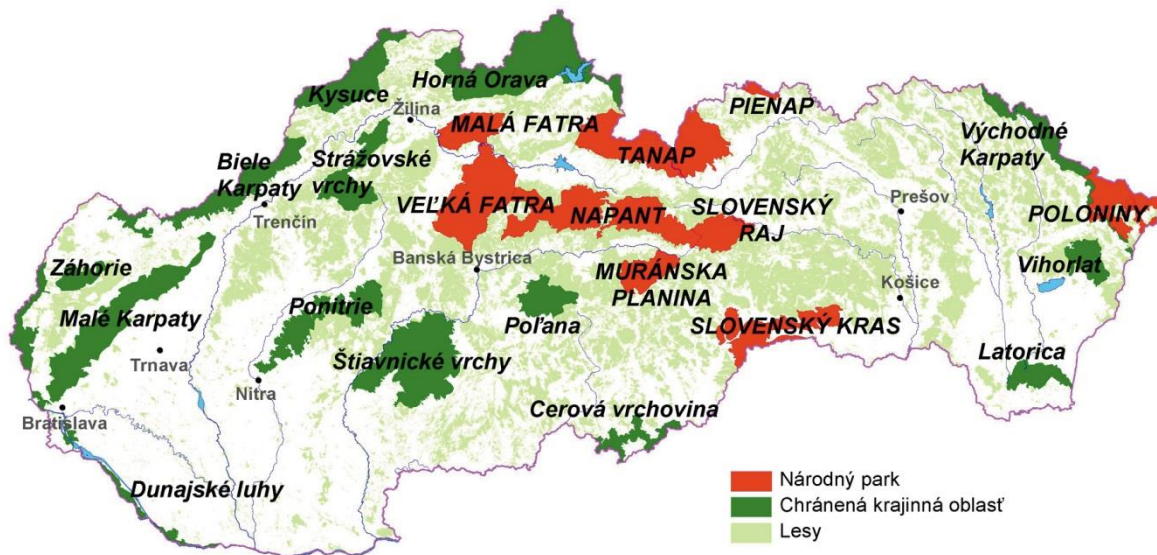 Horná Orava
Kysuce
Žilina
PIENAP
MALÁ FATRA
Východné
Karpaty
Biele
Karpaty
Strážovské
vrchy
TANAP
Trenčín
VEĽKÁ FATRA
NAPANT
SLOVENSKÝ
RAJ
Prešov
POLONINY
Banská Bystrica
Záhorie
MURÁNSKA
PLANINA
Vihorlat
Malé Karpaty
Ponitrie
Košice
Poľana
SLOVENSKÝ KRAS
Trnava
Štiavnické vrchy
Latorica
Nitra
Bratislava
Cerová vrchovina
Dunajské luhy
Národný park
Chránená krajinná oblasť
Lesy